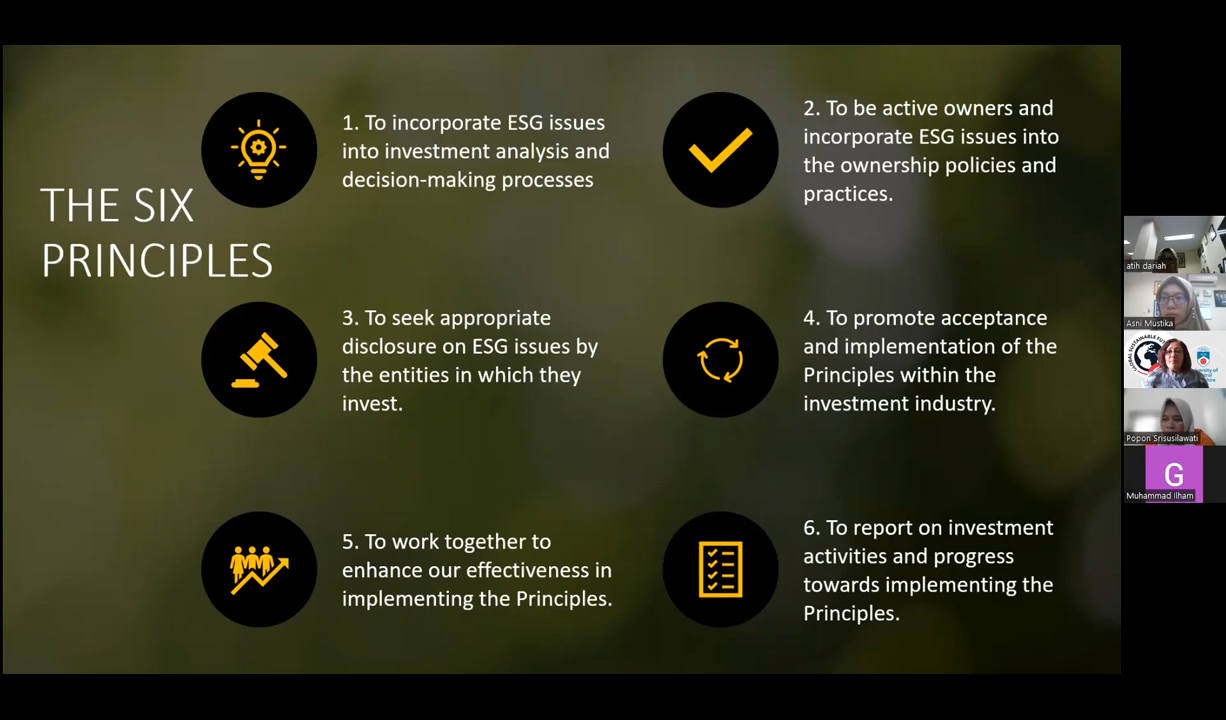 THE SIX
PRINCIPLES
1. To incorporate ESG issues
into investment analysis and
decision-making processes
2. To be active owners and
incorporate ESG issues into
the ownership policies and
practices.
3. To seek appropriate
disclosure on ESG issues by
the entities in which they
invest.
4. To promote acceptance
and implementation of the
Principles within the
investment industry.
5. To work together to
enhance our effectiveness in
implementing the Principles.
6. To report on investment
activities and progress
towards implementing the
Principles.
atih dariah
Asni Mustika
GLOBAL SUSTAINABLE
Popon Srisusilawati
G
Muhammad Ilham